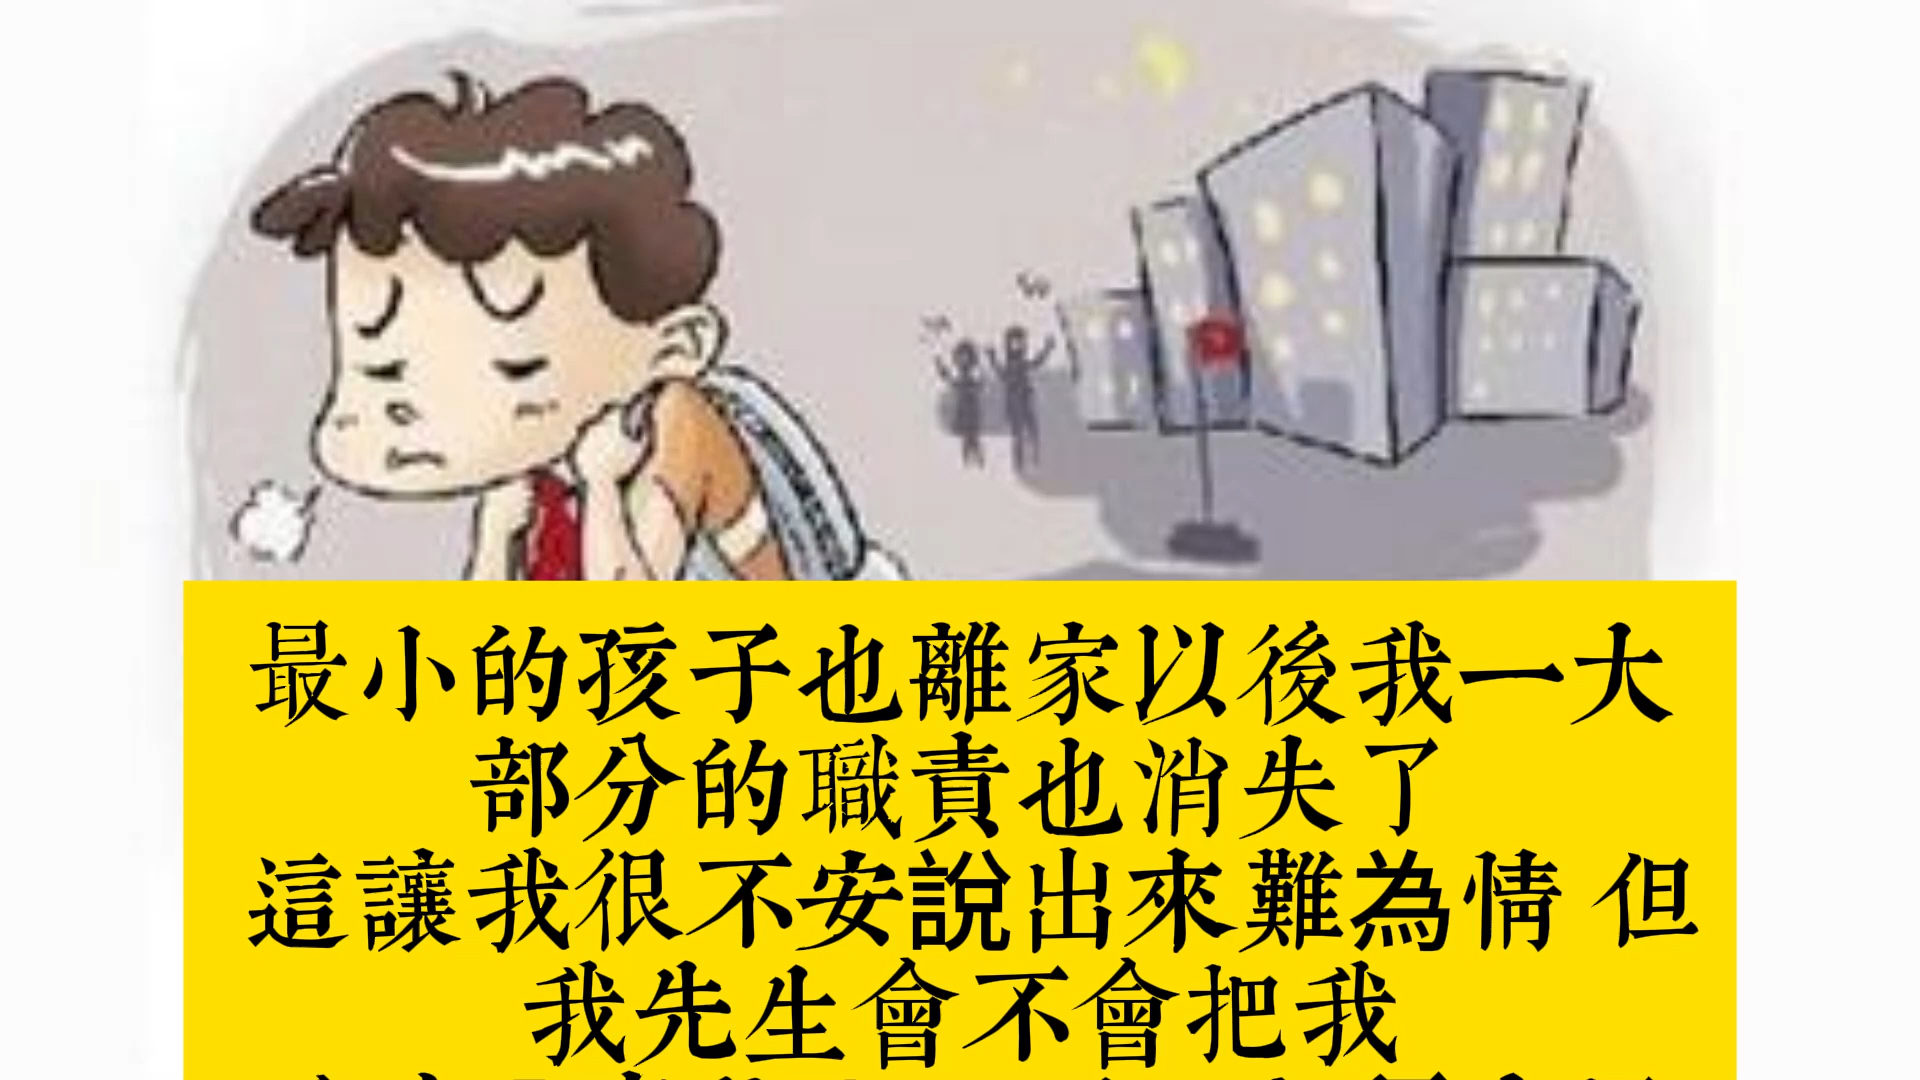 最小的孩子也離家以後我一大
部分的職責也消失了
這讓我很不安說出來難為情 但
我先生會不會把我